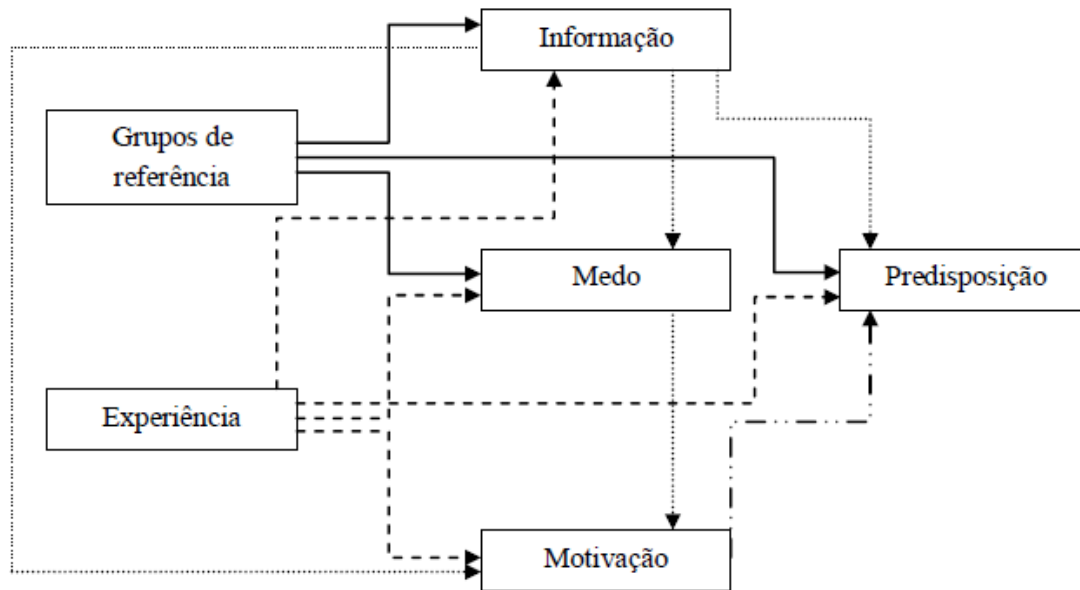 Informação
Grupos de
referência
Medo
Predisposição
Experiência
Motivação